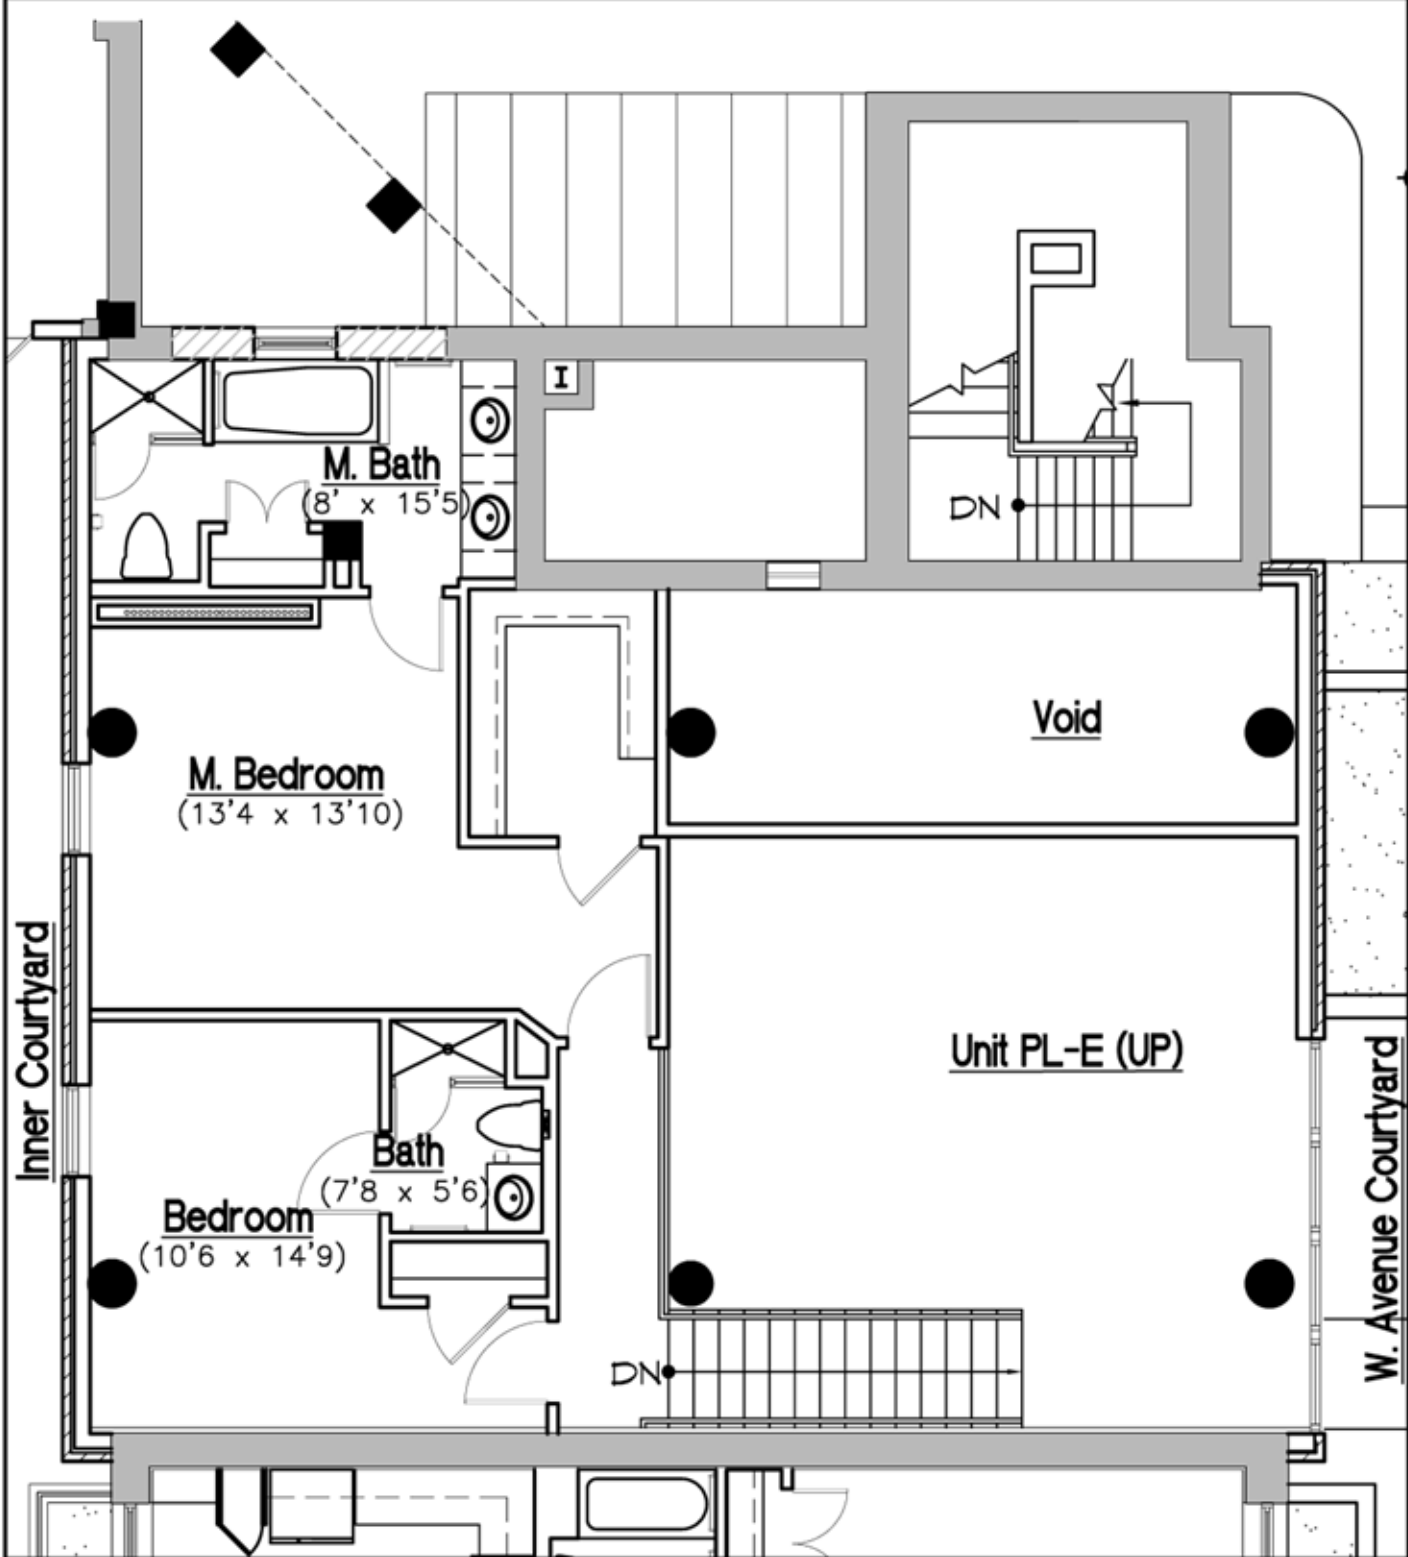 I
M. Bath
(8' x 15'5)
DN
Void
M. Bedroom
(13'4 x 13'10)
Inner Courtyard
Unit PL-E (UP)
W. Avenue Courtyard
Bath
(7'8 x 5'6)
Bedroom
(10'6 x 14'9)
DN